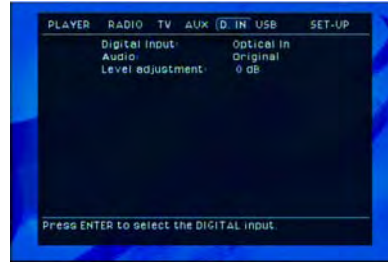 PLAYER RADIO TV AUX D. IN USB SET-UP
Digital Input: Optical In
Audio: Original
Level adjustment: 0 dB
Press ENTER to select the DIGITAL input.